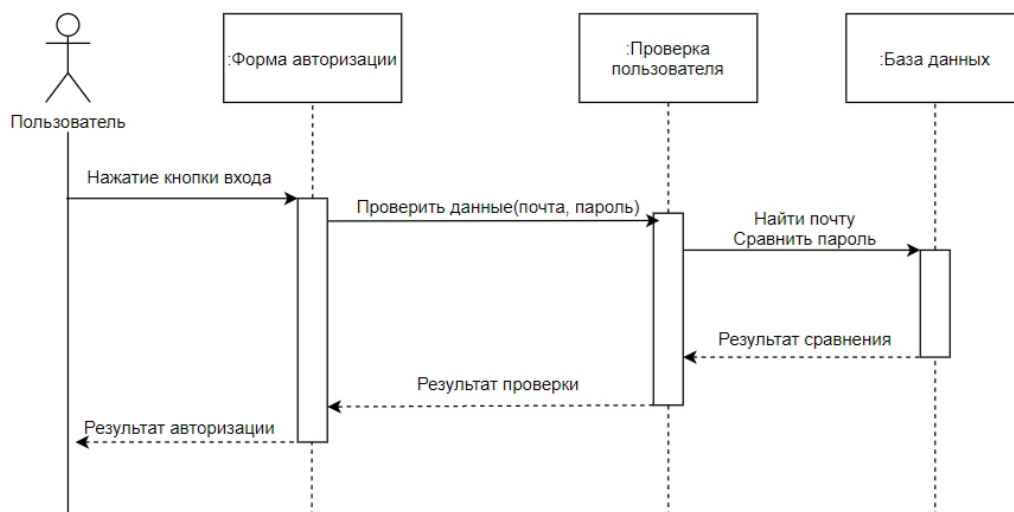 :Форма авторизации
:Проверка
пользователя
:База данных
Пользователь
Нажатие кнопки входа
Проверить данные(почта, пароль)
Найти почту
Сравнить пароль
Результат сравнения
Результат проверки
Результат авторизации